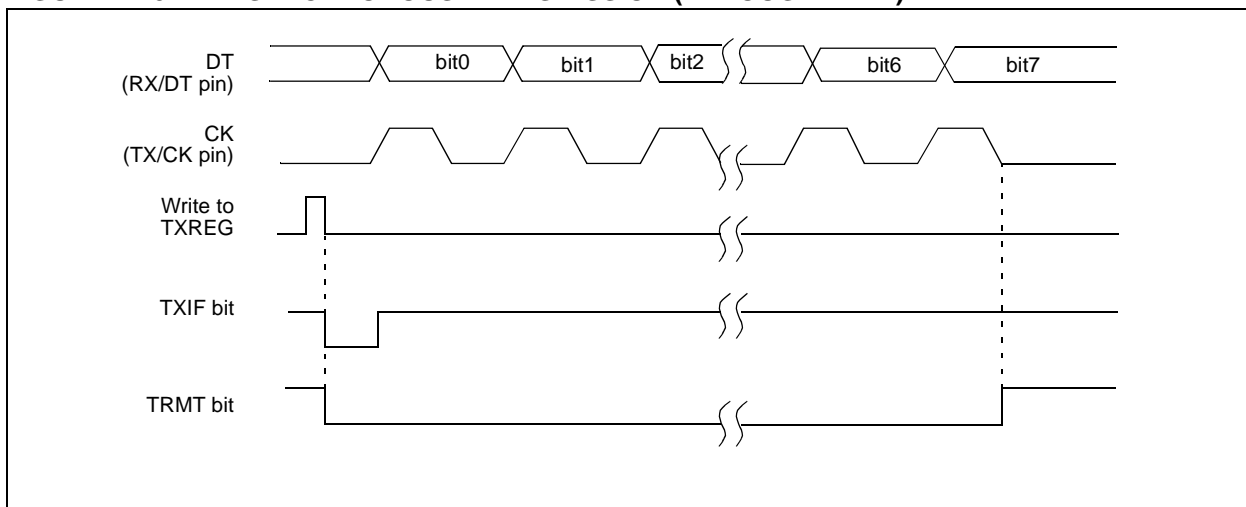 DT
(RX/DT pin)
bit0
bit1
bit2
bit6
bit7
CK
(TX/CK pin)
Write to
TXREG
TXIF bit
TRMT bit